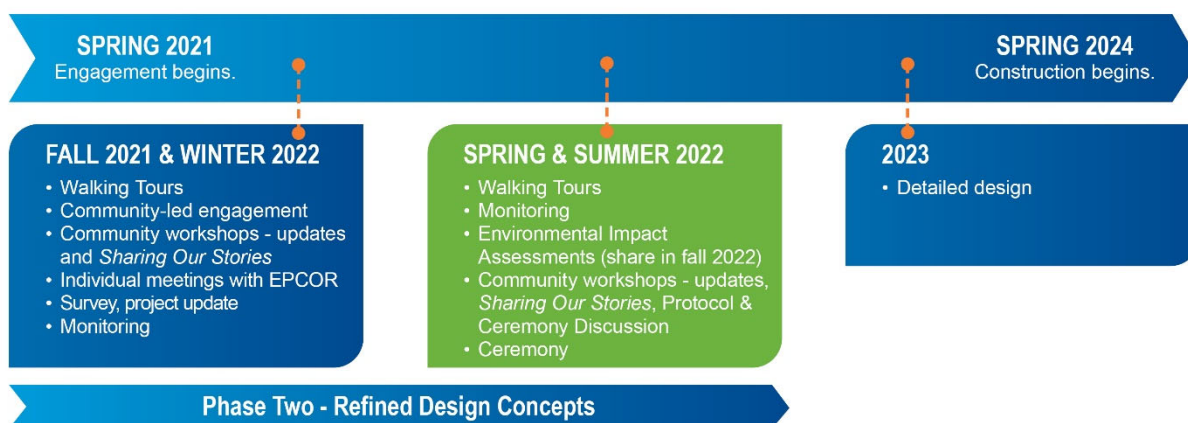 SPRING 2021
Engagement begins.
SPRING 2024
Construction begins.
FALL 2021 & WINTER 2022
• Walking Tours
• Community-led engagement
• Community workshops - updates
and Sharing Our Stories
• Individual meetings with EPCOR
• Survey, project update
• Monitoring
SPRING & SUMMER 2022
• Walking Tours
• Monitoring
• Environmental Impact
Assessments (share in fall 2022)
• Community workshops - updates,
Sharing Our Stories, Protocol &
Ceremony Discussion
• Ceremony
2023
• Detailed design
Phase Two - Refined Design Concepts